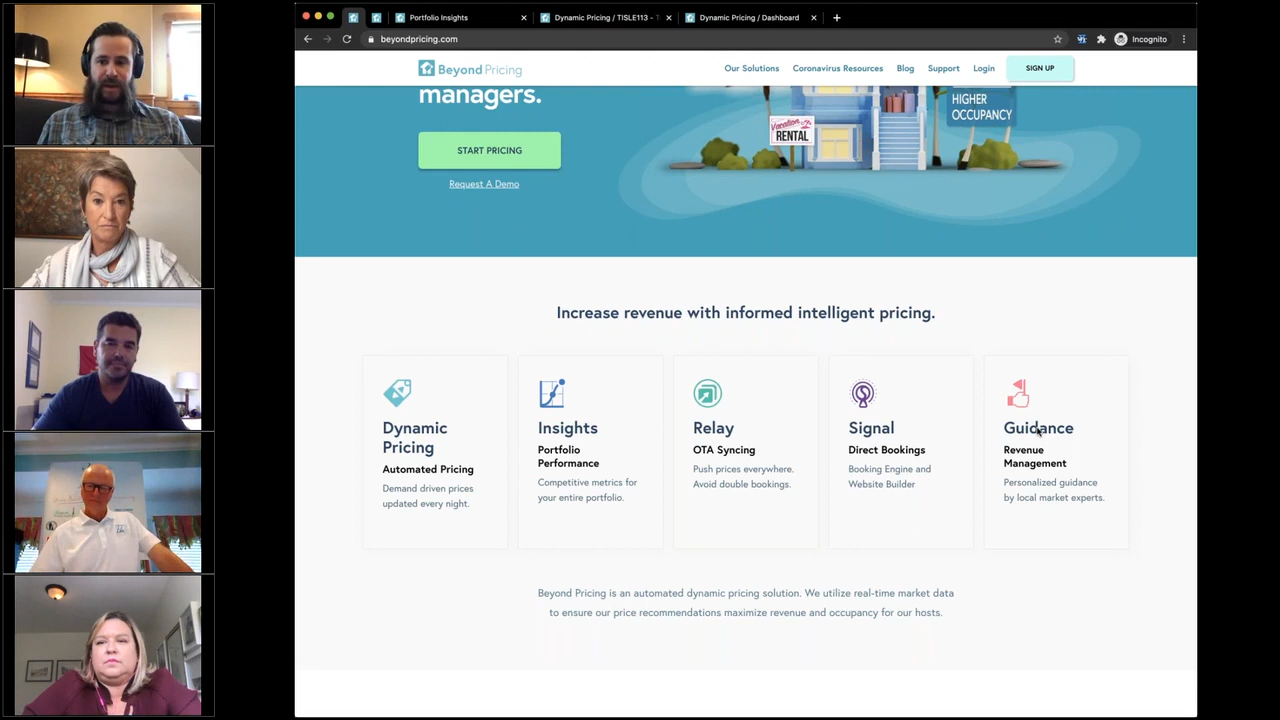 Portfolio Insights
Dynamic Pricing / TISLE113 -
Dynamic Pricing / Dashboard
beyondpricing.com
Incognito
Beyond Pricing
Our Solutions
Coronavirus Resources
Blog
Support
Login
SIGN UP
managers.
START PRICING
Request A Demo
Vacation
RENTAL
HIGHER
OCCUPANCY
Increase revenue with informed intelligent pricing.
Dynamic
Pricing
Automated Pricing
Demand driven prices
updated every night.
Insights
Portfolio
Performance
Competitive metrics for
your entire portfolio.
Relay
OTA Syncing
Push prices everywhere.
Avoid double bookings.
Signal
Direct Bookings
Booking Engine and
Website Builder
Guidance
Revenue
Management
Personalized guidance
by local market experts.
Beyond Pricing is an automated dynamic pricing solution. We utilize real-time market data
to ensure our price recommendations maximize revenue and occupancy for our hosts.